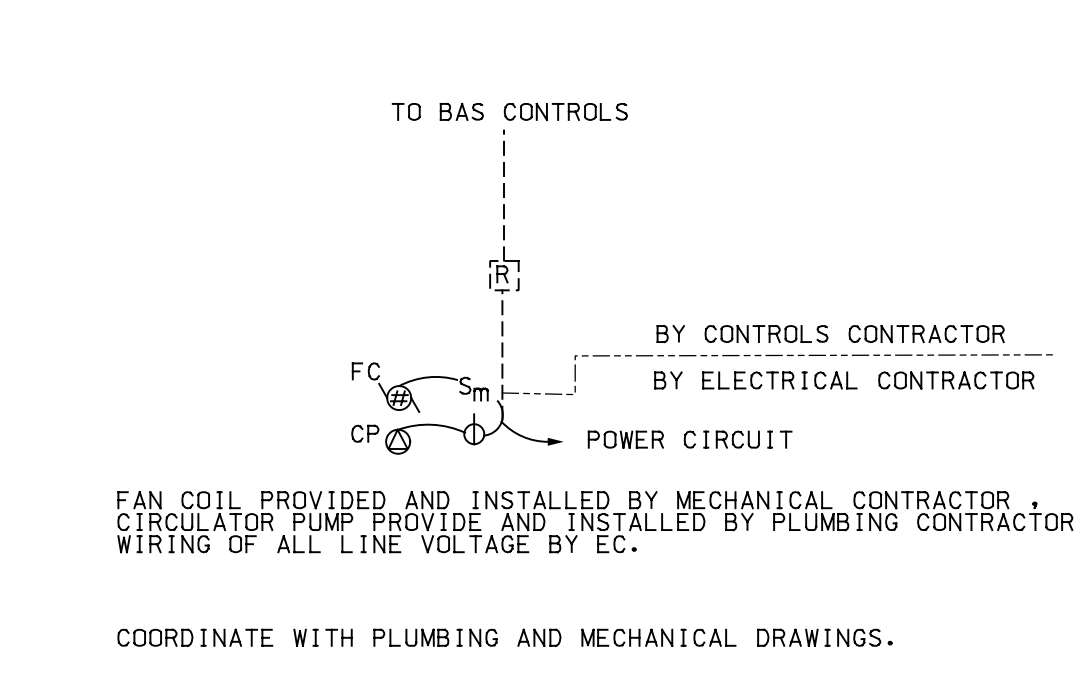 TO BAS CONTROLS
R
BY CONTROLS CONTRACTOR
FC
Sm
#
BY ELECTRICAL CONTRACTOR
CP
POWER CIRCUIT
FAN COIL PROVIDED AND INSTALLED BY MECHANICAL CONTRACTOR ,
CIRCULATOR PUMP PROVIDE AND INSTALLED BY PLUMBING CONTRACTOR
WIRING OF ALL LINE VOLTAGE BY EC.
COORDINATE WITH PLUMBING AND MECHANICAL DRAWINGS.